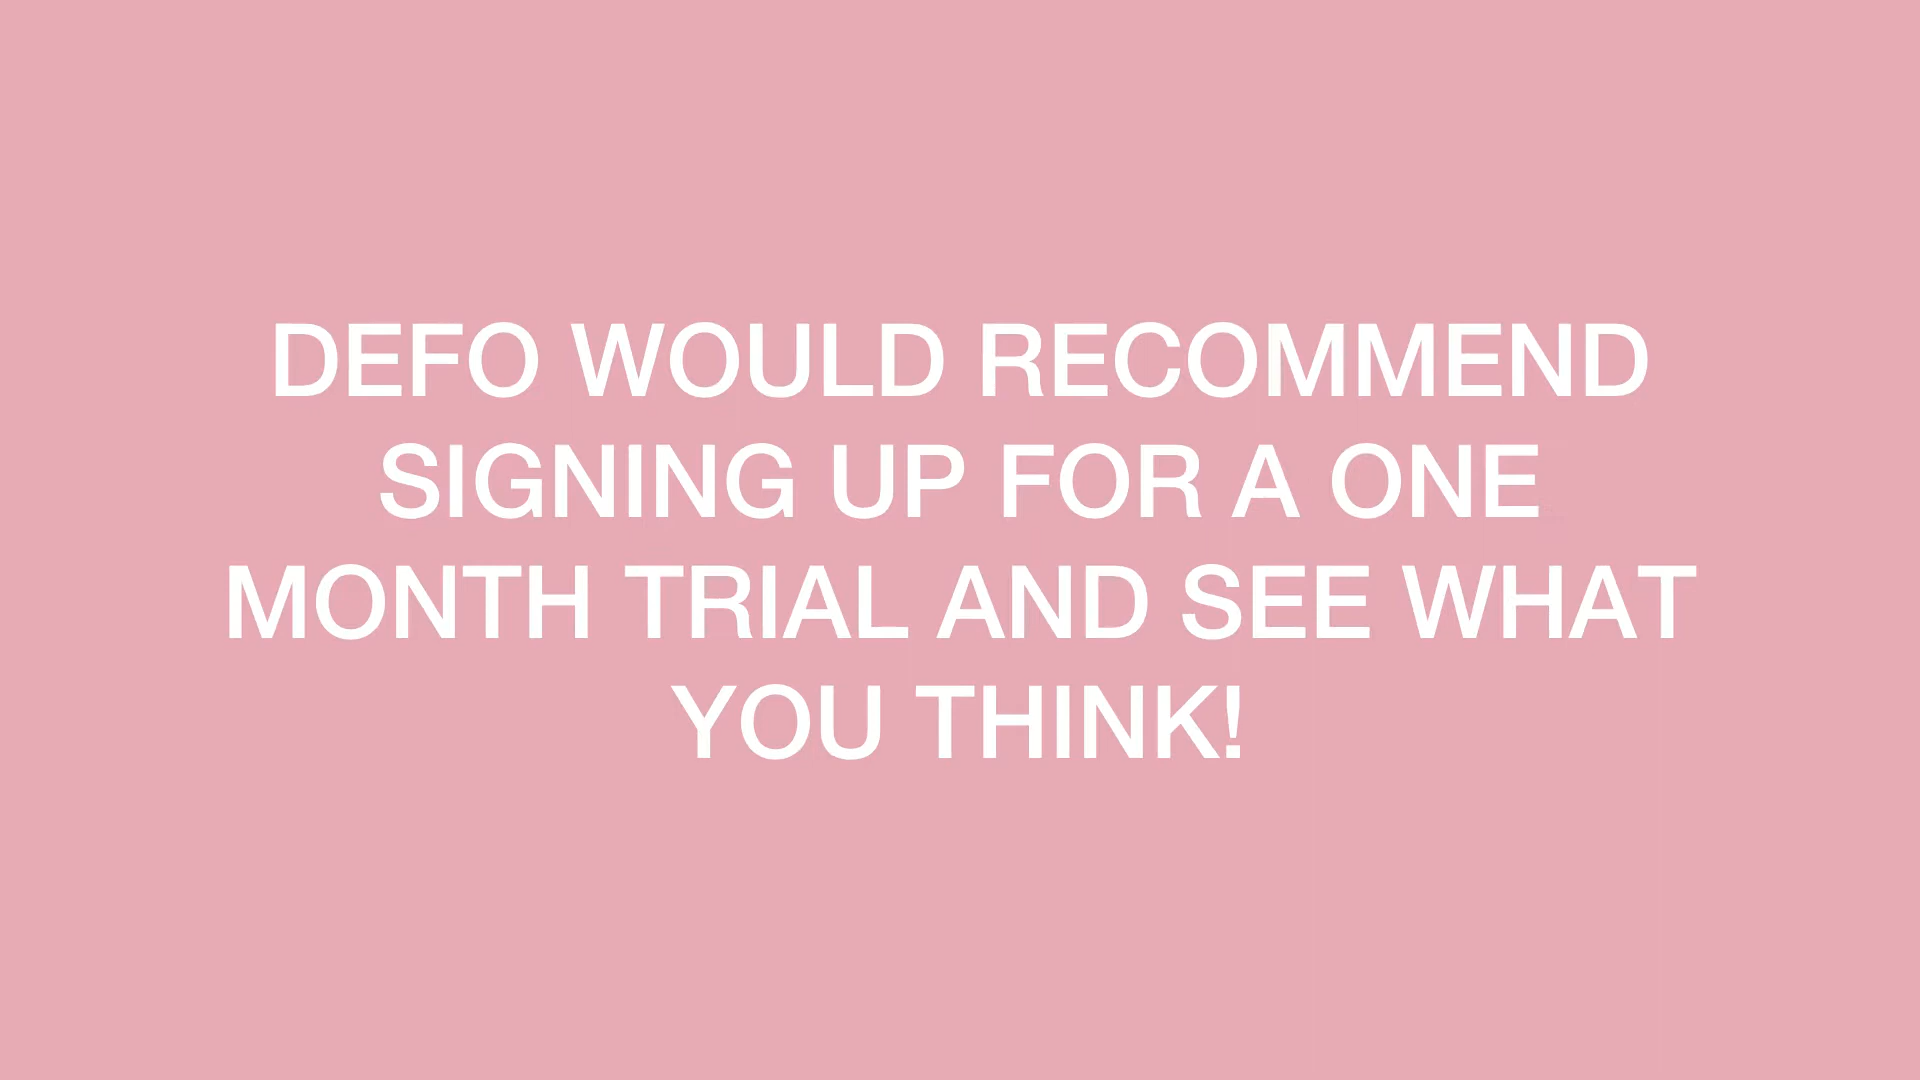 DEFO WOULD RECOMMEND
SIGNING UP FOR A ONE
MONTH TRIAL AND SEE WHAT
YOU THINK!